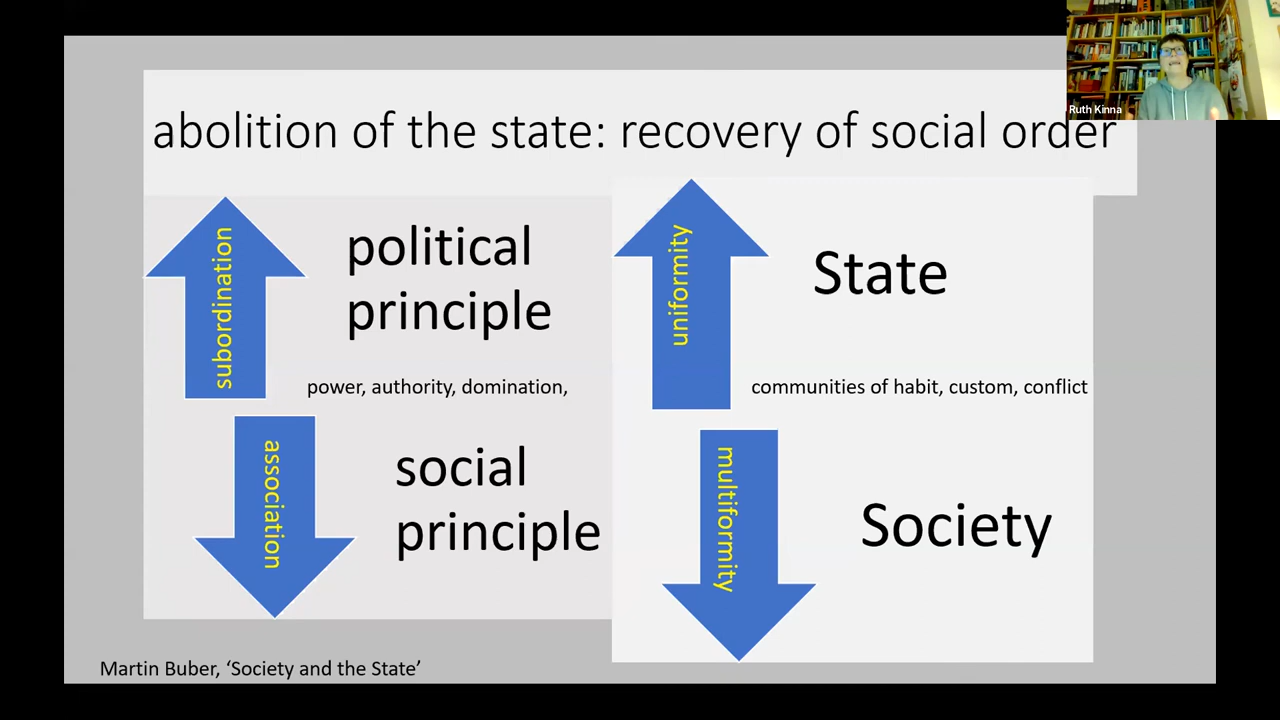 Ruth Kinna
abolition of the state: recovery of social order
subordination
political
principle
power, authority, domination,
association
social
principle
uniformity
State
communities of habit, custom, conflict
multiformity
Society
Martin Buber, ‘Society and the State’